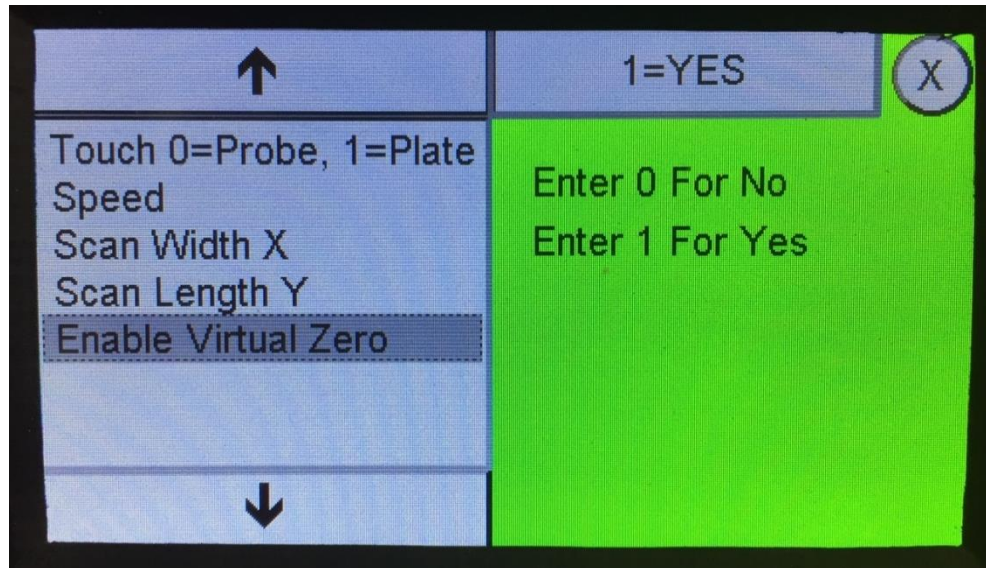 1=YES
X
Touch 0=Probe, 1=Plate
Speed
Scan Width X
Scan Length Y
Enable Virtual Zero
Enter 0 For No
Enter 1 For Yes